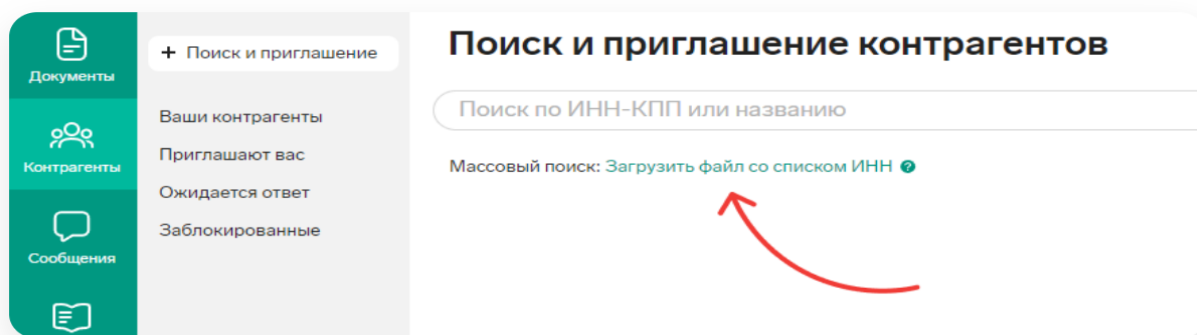 Документы
Контрагенты
Сообщения
+ Поиск и приглашение
Ваши контрагенты
Приглашают вас
Ожидается ответ
Заблокированные
Поиск и приглашение контрагентов
Поиск по ИНН-КПП или названию
Массовый поиск: Загрузить файл со списком ИНН ?